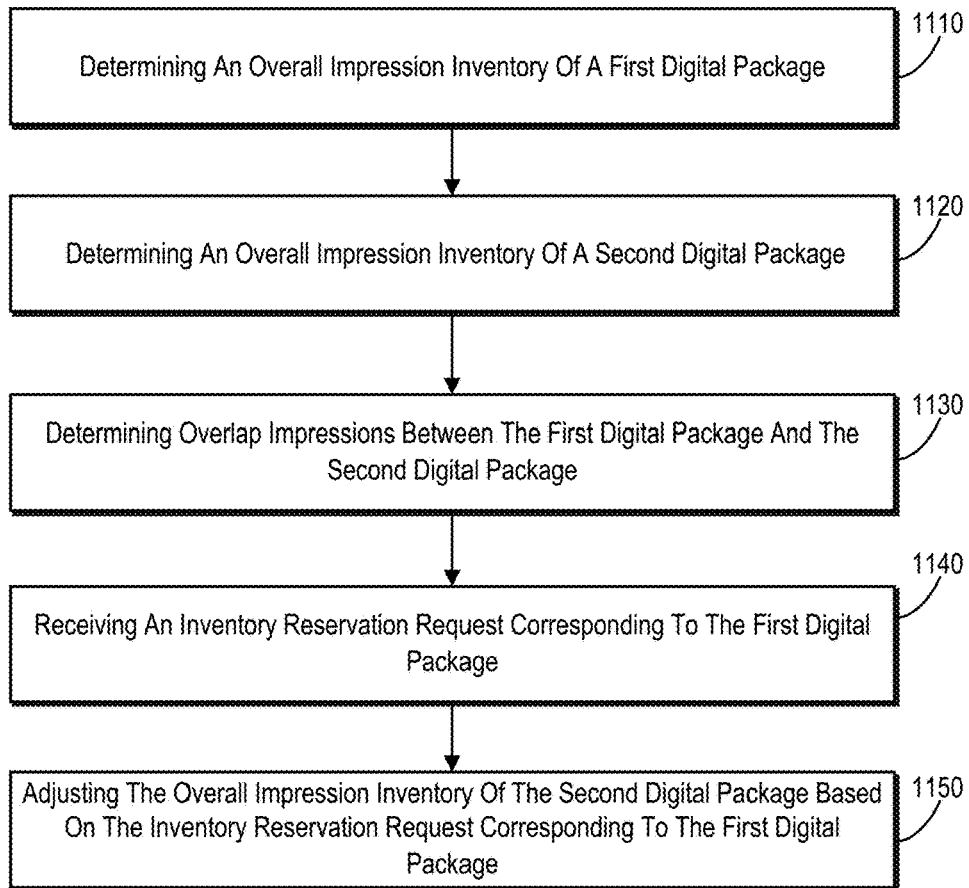 1110
Determining An Overall Impression Inventory Of A First Digital Package
1120
Determining An Overall Impression Inventory Of A Second Digital Package
1130
Determining Overlap Impressions Between The First Digital Package And The
Second Digital Package
1140
Receiving An Inventory Reservation Request Corresponding To The First Digital
Package
1150
Adjusting The Overall Impression Inventory Of The Second Digital Package Based
On The Inventory Reservation Request Corresponding To The First Digital
Package